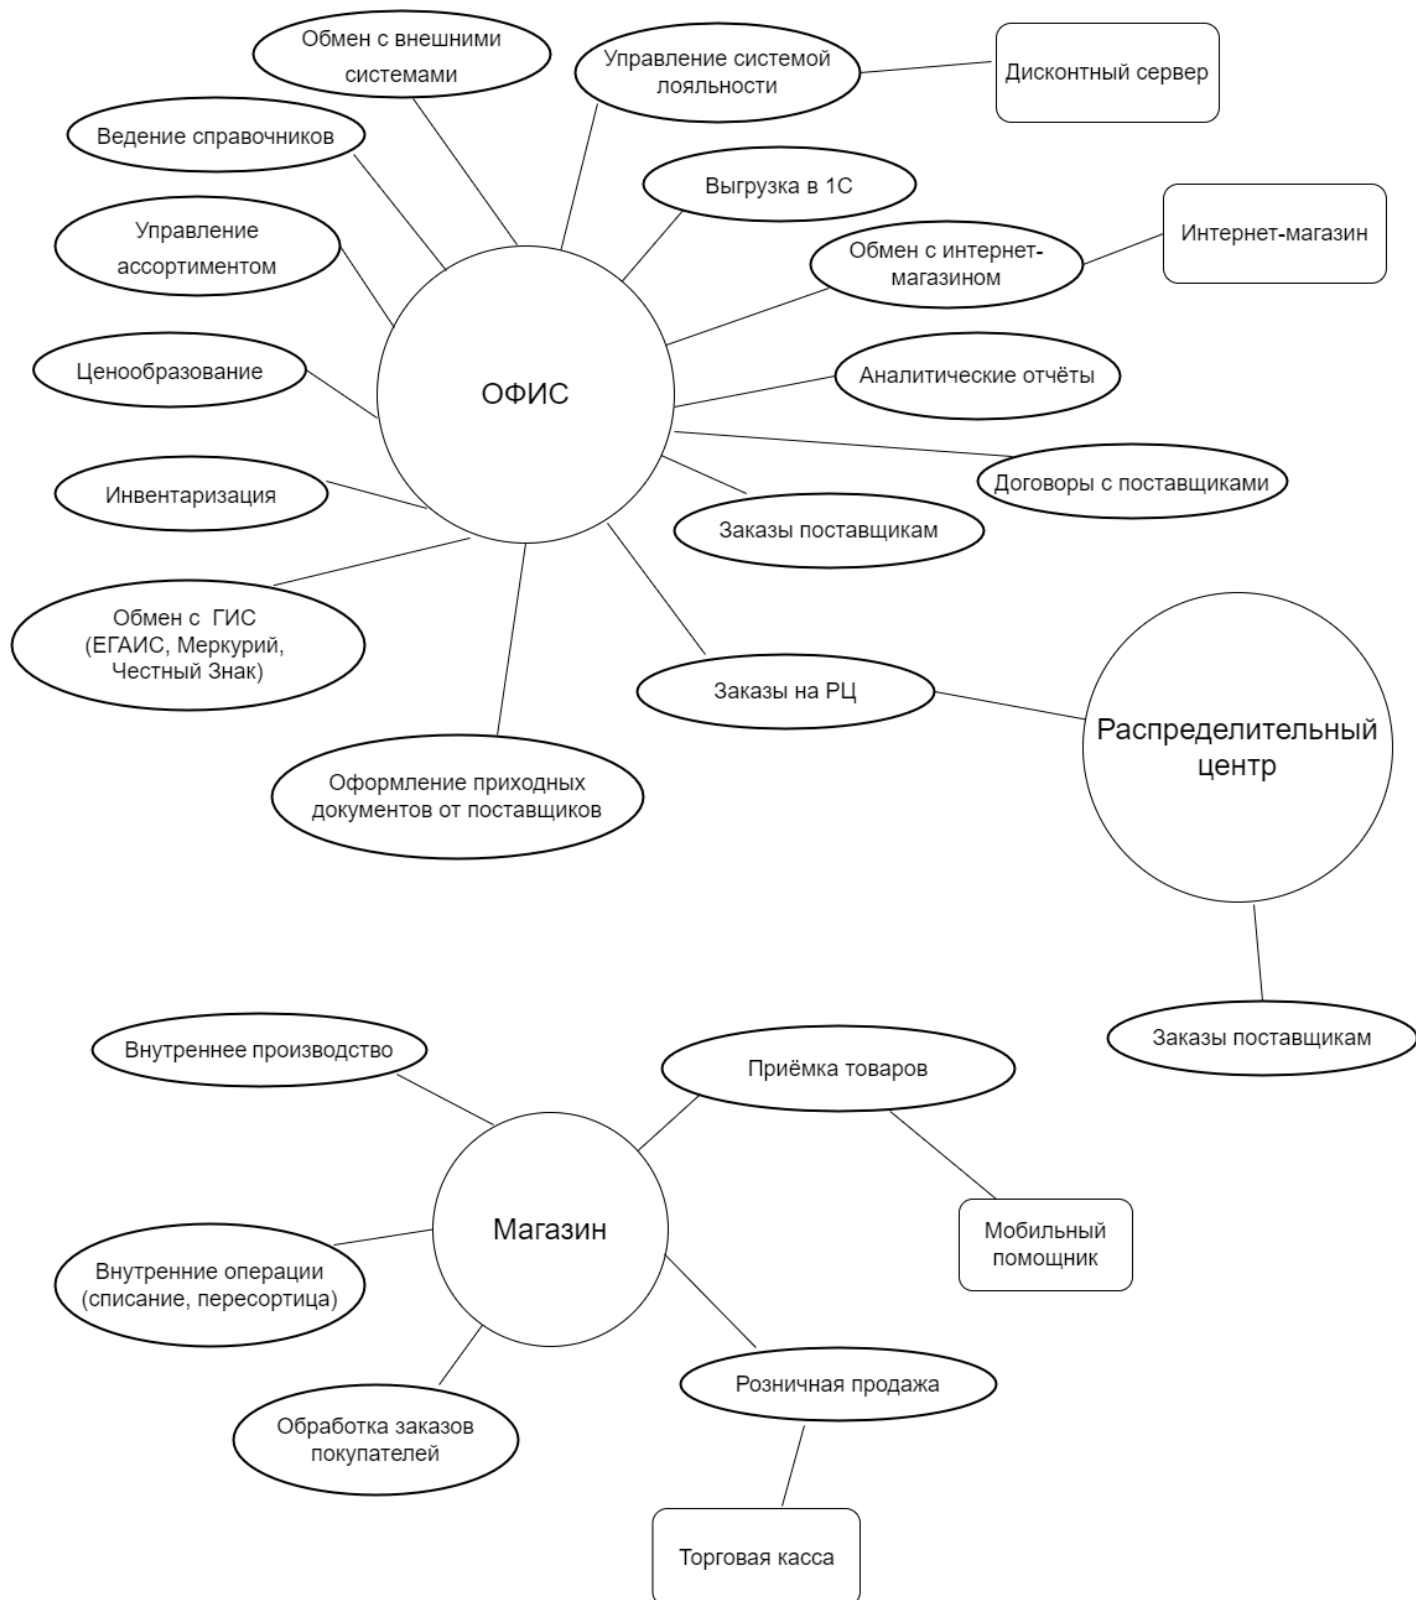 Обмен с внешними
системами
Управление системой
лояльности
Дисконтный сервер
Ведение справочников
Выгрузка в 1С
Управление
ассортиментом
Обмен с интернет-
магазином
Интернет-магазин
Ценообразование
ОФИС
Аналитические отчёты
Инвентаризация
Договоры с поставщиками
Заказы поставщикам
Обмен с ГИС
(ЕГАИС, Меркурий,
Честный Знак)
Заказы на РЦ
Распределительный
центр
Оформление приходных
документов от поставщиков
Заказы поставщикам
Внутреннее производство
Приёмка товаров
Магазин
Мобильный
помощник
Внутренние операции
(списание, пересортица)
Розничная продажа
Обработка заказов
покупателей
Торговая касса